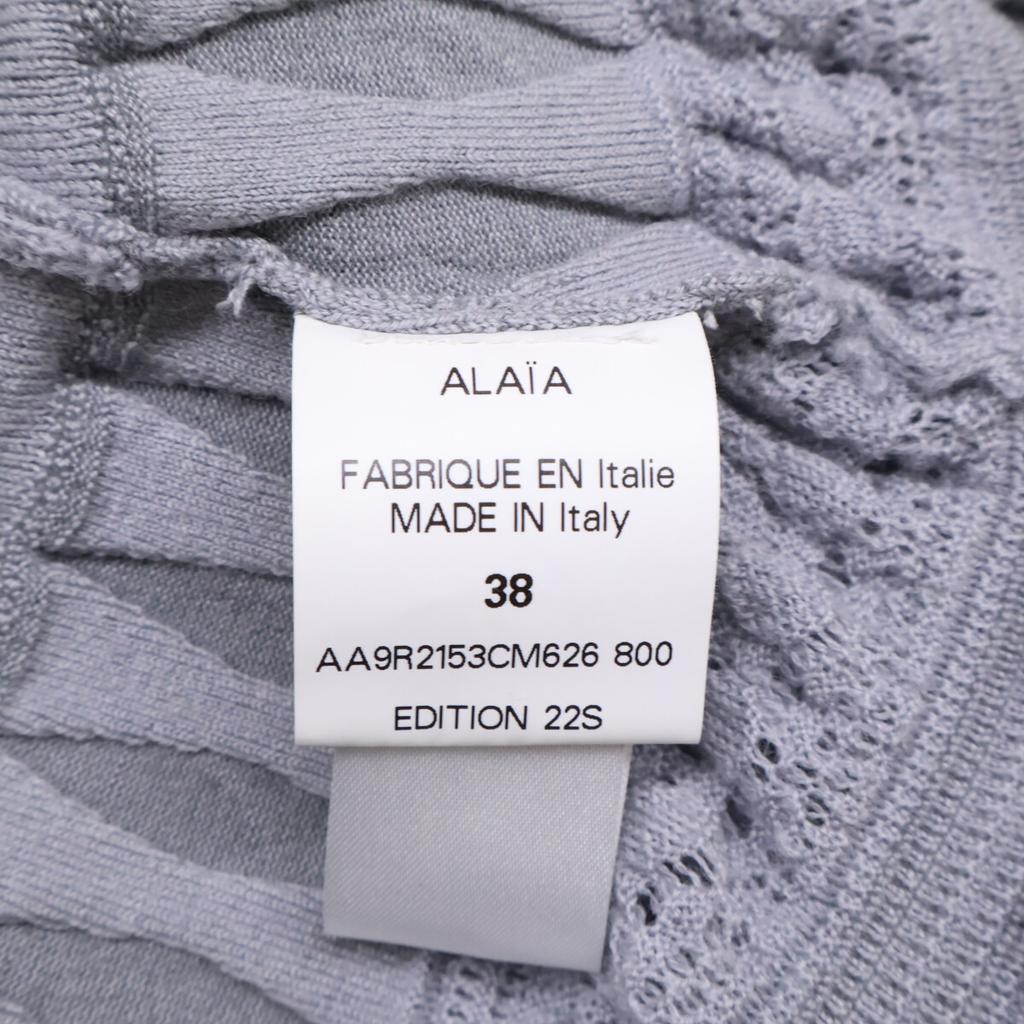 ALAÏA
FABRIQUE EN Italie
MADE IN Italy
38
AA9R2153CM626 800
EDITION 22S